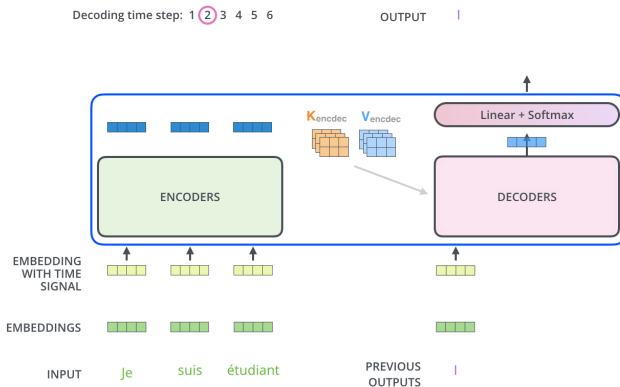 Decoding time step: 1 2 3 4 5 6 OUTPUT I
Kencdec Vencdec
Linear + Softmax
ENCODERS DECODERS
EMBEDDING
WITH TIME
SIGNAL
EMBEDDINGS
INPUT Je suis étudiant PREVIOUS
OUTPUTS I